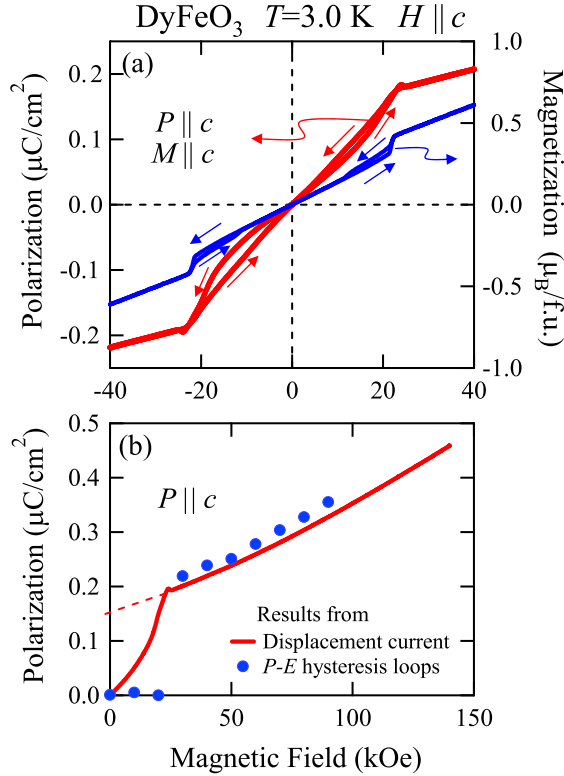 DyFeO3 T=3.0 K H || c
(a)
P || c
M || c
Polarization (μC/cm2)
0.2
0.1
0.0
-0.1
-0.2
Magnetization (μB/f.u.)
1.0
0.5
0.0
-0.5
-1.0
-40 -20 0 20 40
(b)
P || c
Polarization (μC/cm2)
0.5
0.4
0.3
0.2
0.1
0.0
Results from
Displacement current
P-E hysteresis loops
0 50 100 150
Magnetic Field (kOe)